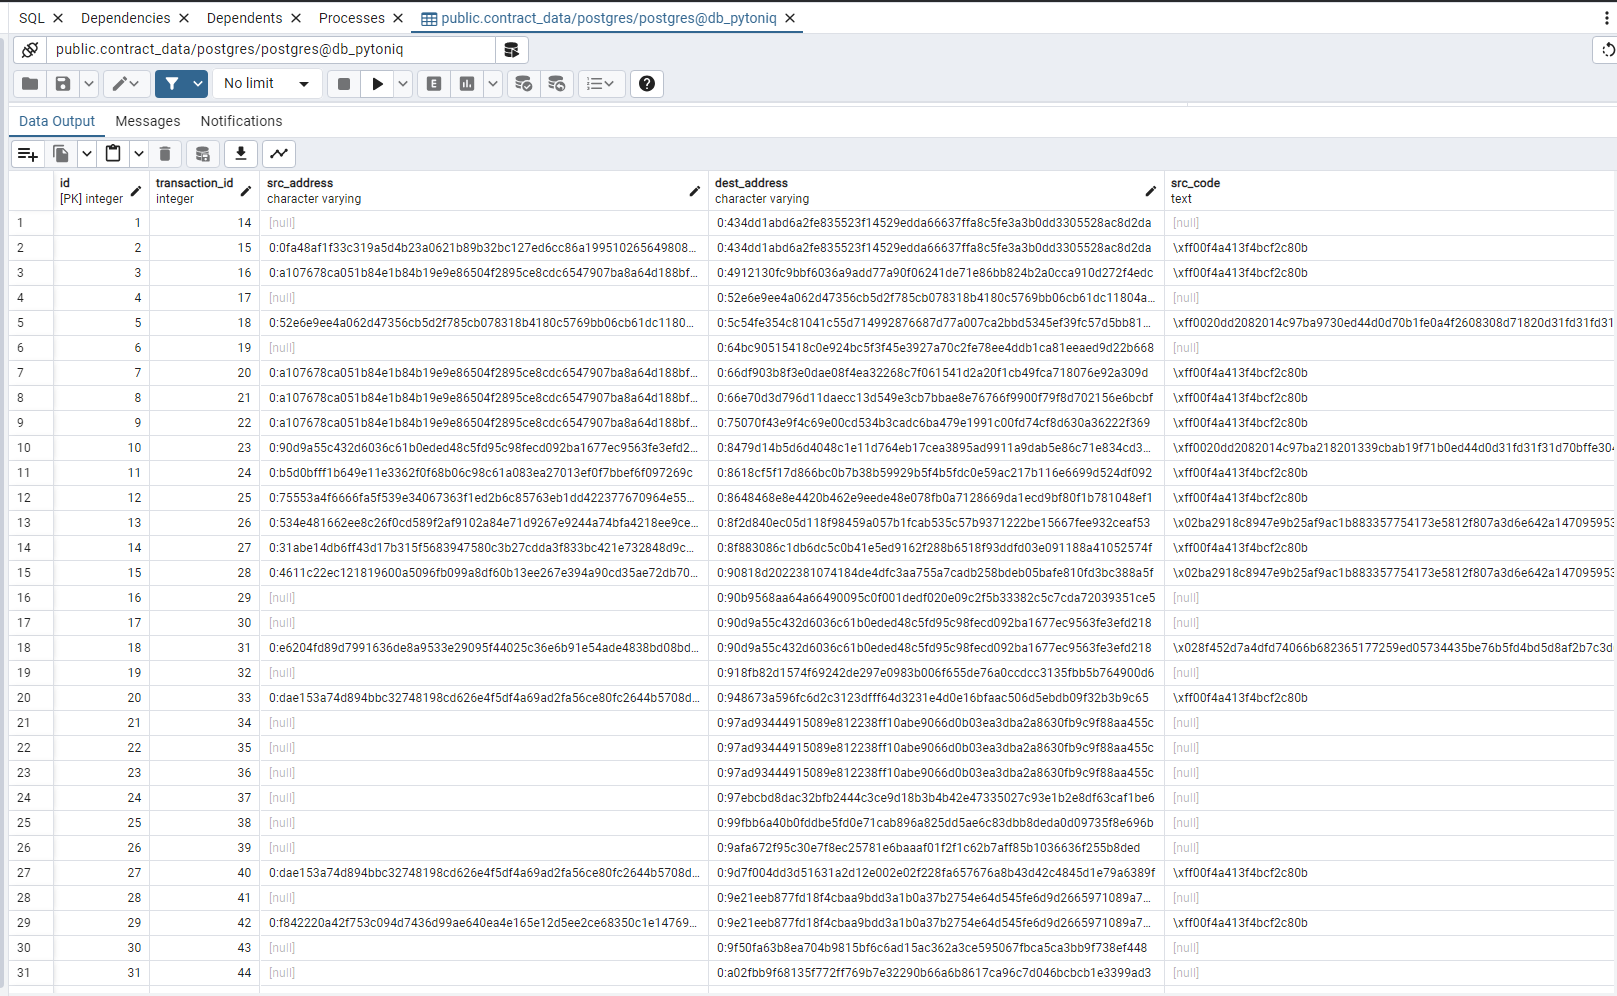 SQL Dependencies Dependents Processes public.contract_data/postgres/postgres@db_pytoniq
public.contract_data/postgres/postgres@db_pytoniq
No limit E
Data Output Messages Notifications
id transaction_id src_address dest_address src_code
[PK] integer integer character varying character varying text
1 1 14 [null] 0:434dd1abd6a2fe835523f14529edda66637ffa8c5fe3a3b0dd3305528ac8d2da [null]
2 2 15 0:0fa48af1f33c319a5d4b23a0621b89b32bc127ed6cc86a199510265649808... 0:434dd1abd6a2fe835523f14529edda66637ffa8c5fe3a3b0dd3305528ac8d2da \xff00f4a413f4bcf2c80b
3 3 16 0:a107678ca051b84e1b84b19e9e86504f2895ce8cdc6547907ba8a64d188bf... 0:4912130fc9bbf6036a9add77a90f06241de71e86bb824b2a0cca910d272f4edc \xff00f4a413f4bcf2c80b
4 4 17 [null] 0:52e6e9ee4a062d47356cb5d2f785cb078318b4180c5769bb06cb61dc11804a... [null]
5 5 18 0:52e6e9ee4a062d47356cb5d2f785cb078318b4180c5769bb06cb61dc1180... 0:5c54fe354c81041c55d714992876687d77a007ca2bbd5345ef39fc57d5bb81... \xff0020dd2082014c97ba9730ed44d0d70b1fe0a4f2608308d71820d31fd31fd31
6 6 19 [null] 0:64bc90515418c0e924bc5f3f45e3927a70c2fe78ee4ddb1ca81eeaed9d22b668 [null]
7 7 20 0:a107678ca051b84e1b84b19e9e86504f2895ce8cdc6547907ba8a64d188bf... 0:66df903b8f3e0dae08f4ea32268c7f061541d2a20f1cb49fca718076e92a309d \xff00f4a413f4bcf2c80b
8 8 21 0:a107678ca051b84e1b84b19e9e86504f2895ce8cdc6547907ba8a64d188bf... 0:66e70d3d796d11daecc13d549e3cb7bbae8e76766f9900f79f8d702156e6bcbf \xff00f4a413f4bcf2c80b
9 9 22 0:a107678ca051b84e1b84b19e9e86504f2895ce8cdc6547907ba8a64d188bf... 0:75070f43e9f4c69e00cd534b3cadc6ba479e1991c00fd74cf8d630a36222f369 \xff00f4a413f4bcf2c80b
10 10 23 0:90d9a55c432d6036c61b0eded48c5fd95c98fecd092ba1677ec9563fe3efd2... 0:8479d14b5d6d4048c1e11d764eb17cea3895ad9911a9dab5e86c71e834cd3... \xff0020dd2082014c97ba218201339cbab19f71b0ed44d0d31fd31f31d70bffe304
11 11 24 0:b5d0bfff1b649e11e3362f0f68b06c98c61a083ea27013ef0f7bbef6f097269c 0:8618cf5f17d866bc0b7b38b59929b5f4b5fdc0e59ac217b116e6699d524df092 \xff00f4a413f4bcf2c80b
12 12 25 0:75553a4f6666fa5f539e34067363f1ed2b6c85763eb1dd422377670964e55... 0:8648468e8e4420b462e9eede48e078fb0a7128669da1ecd9bf80f1b781048ef1 \xff00f4a413f4bcf2c80b
13 13 26 0:534e481662ee8c26f0cd589f2af9102a84e71d9267e9244a74bfa4218ee9ce... 0:8f2d840ec05d118f98459a057b1fcab535c57b9371222be15667fee932ceaf53 \x02ba2918c8947e9b25af9ac1b883357754173e5812f807a3d6e642a147095953
14 14 27 0:31abe14db6ff43d17b315f5683947580c3b27cdda3f833bc421e732848d9c... 0:8f883086c1db6dc5c0b41e5ed9162f288b6518f93ddfd03e091188a41052574f \xff00f4a413f4bcf2c80b
15 15 28 0:4611c22ec121819600a5096fb099a8df60b13ee267e394a90cd35ae72db70... 0:90818d2022381074184de4dfc3aa755a7cadb258bdeb05bafe810fd3bc388a5f \x02ba2918c8947e9b25af9ac1b883357754173e5812f807a3d6e642a147095953
16 16 29 [null] 0:90b9568aa64a66490095c0f001dedf020e09c2f5b33382c5c7cda72039351ce5 [null]
17 17 30 [null] 0:90d9a55c432d6036c61b0eded48c5fd95c98fecd092ba1677ec9563fe3efd218 [null]
18 18 31 0:e6204fd89d7991636de8a9533e29095f44025c36e6b91e54ade4838bd08bd... 0:90d9a55c432d6036c61b0eded48c5fd95c98fecd092ba1677ec9563fe3efd218 \x028f452d7a4dfd74066b682365177259ed05734435be76b5fd4bd5d8af2b7c3d
19 19 32 [null] 0:918fb82d1574f69242de297e0983b006f655de76a0ccdcc3135fbb5b764900d6 [null]
20 20 33 0:dae153a74d894bbc32748198cd626e4f5df4a69ad2fa56ce80fc2644b5708d... 0:948673a596fc6d2c3123dfff64d3231e4d0e16bfaac506d5ebdb09f32b3b9c65 \xff00f4a413f4bcf2c80b
21 21 34 [null] 0:97ad93444915089e812238ff10abe9066d0b03ea3dba2a8630fb9c9f88aa455c [null]
22 22 35 [null] 0:97ad93444915089e812238ff10abe9066d0b03ea3dba2a8630fb9c9f88aa455c [null]
23 23 36 [null] 0:97ad93444915089e812238ff10abe9066d0b03ea3dba2a8630fb9c9f88aa455c [null]
24 24 37 [null] 0:97ebcbd8dac32bfb2444c3ce9d18b3b4b42e47335027c93e1b2e8df63caf1be6 [null]
25 25 38 [null] 0:99fbb6a40b0fddbe5fd0e71cab896a825dd5ae6c83dbb8deda0d09735f8e696b [null]
26 26 39 [null] 0:9afa672f95c30e7f8ec25781e6baaaf01f2f1c62b7aff85b1036636f255b8ded [null]
27 27 40 0:dae153a74d894bbc32748198cd626e4f5df4a69ad2fa56ce80fc2644b5708d... 0:9d7f004dd3d51631a2d12e002e02f228fa657676a8b43d42c4845d1e79a6389f \xff00f4a413f4bcf2c80b
28 28 41 [null] 0:9e21eeb877fd18f4cbaa9bdd3a1b0a37b2754e64d545fe6d9d2665971089a7... [null]
29 29 42 0:f842220a42f753c094d7436d99ae640ea4e165e12d5ee2ce68350c1e14769... 0:9e21eeb877fd18f4cbaa9bdd3a1b0a37b2754e64d545fe6d9d2665971089a7... \xff00f4a413f4bcf2c80b
30 30 43 [null] 0:9f50fa63b8ea704b9815bf6c6ad15ac362a3ce595067fbca5ca3bb9f738ef448 [null]
31 31 44 [null] 0:a02fbb9f68135f772ff769b7e32290b66a6b8617ca96c7d046bcbcb1e3399ad3 [null]